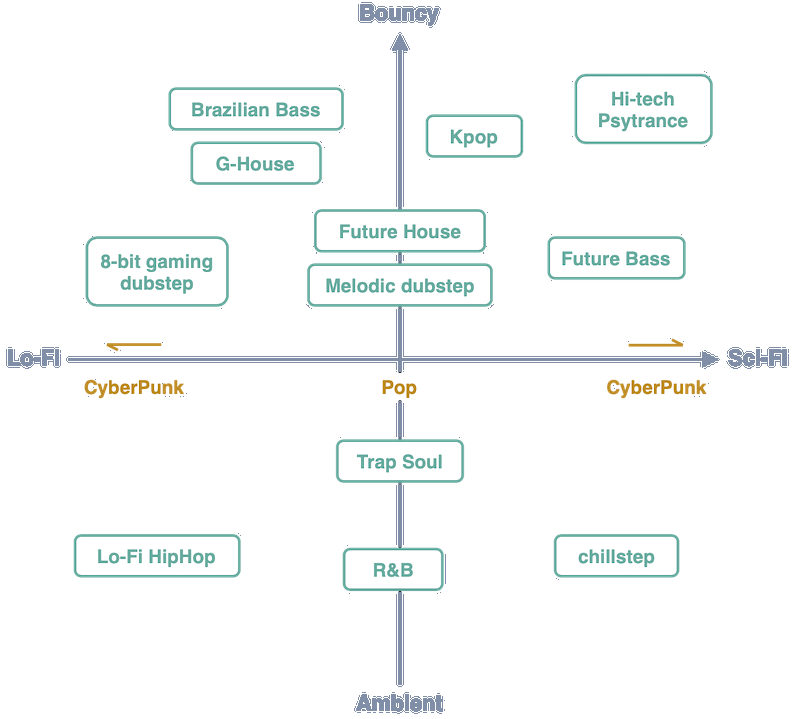 Bouncy
Brazilian Bass
Hi-tech
Psytrance
Kpop
G-House
Future House
8-bit gaming
dubstep
Future Bass
Melodic dubstep
Lo-Fi
Sci-Fi
CyberPunk
Pop
CyberPunk
Trap Soul
Lo-Fi HipHop
R&B
chillstep
Ambient